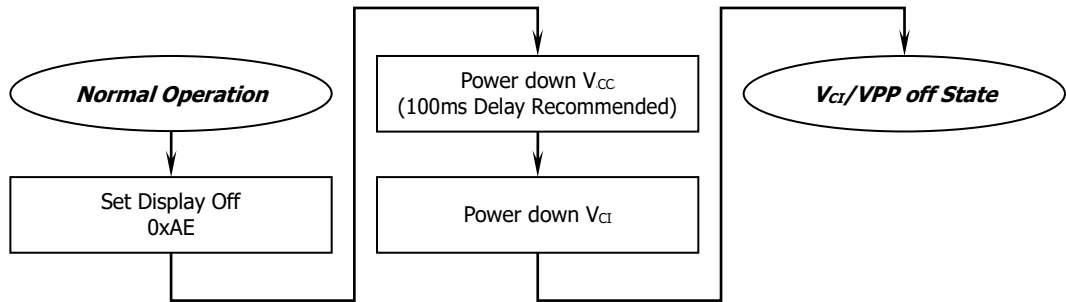 Normal Operation
Set Display Off
0xAE
Power down VCC
(100ms Delay Recommended)
Power down VCI
VCI/VPP off State